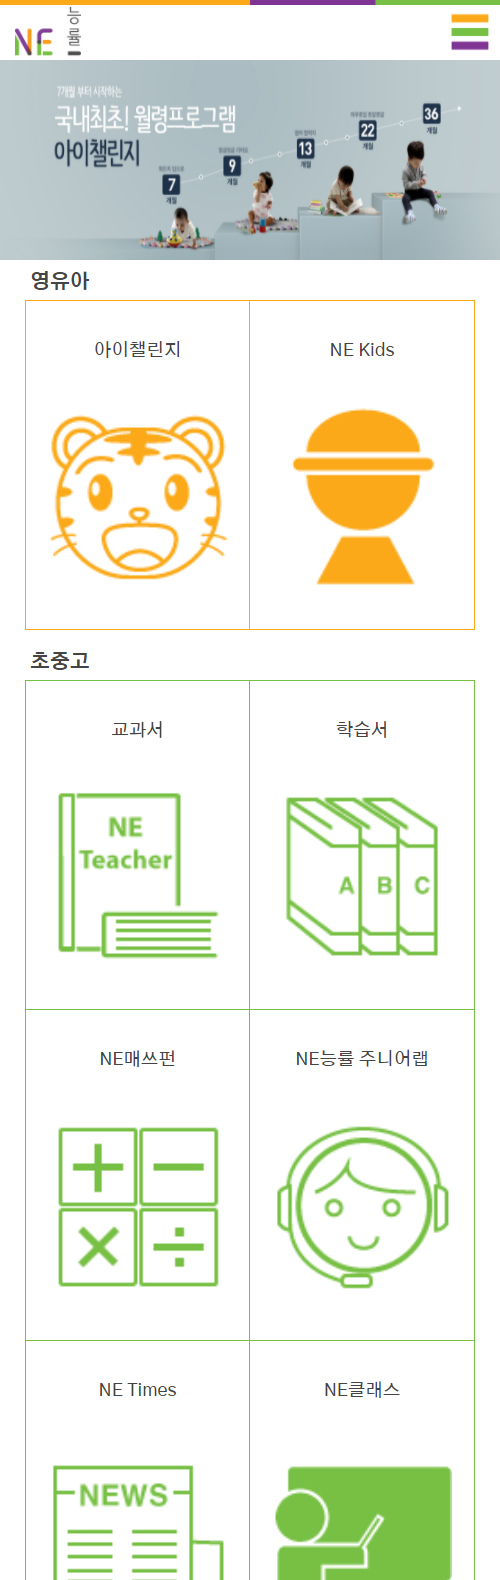 NE 능률
7개월 부터 시작하는
국내최초! 월령프로그램
아이챌린지
7
개월
9
개월
13
개월
22
개월
36
개월
영유아
아이챌린지
NE Kids
초중고
교과서
학습서
NE
Teacher
A B C
NE매쓰펀
NE능률 주니어랩
NE Times
NE클래스
NEWS